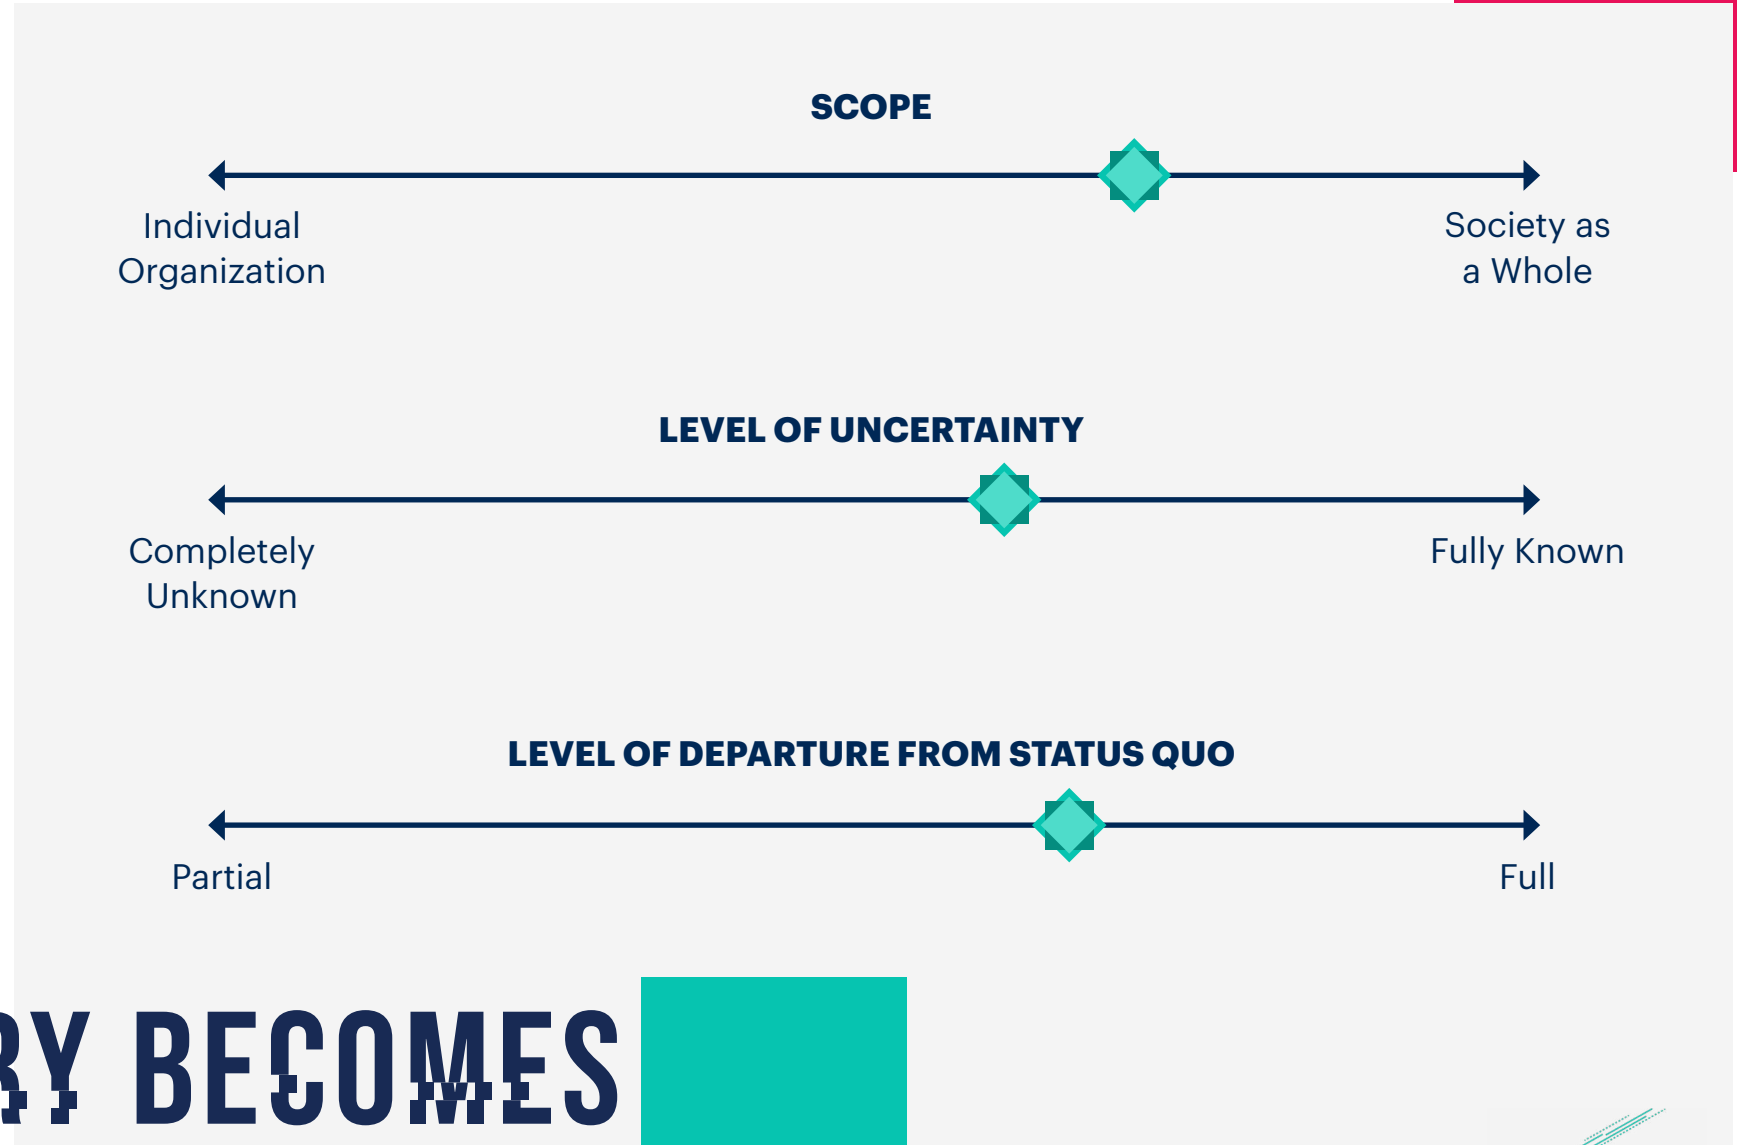 SCOPE
Individual
Organization
Society as
a Whole
LEVEL OF UNCERTAINTY
Completely
Unknown
Fully Known
LEVEL OF DEPARTURE FROM STATUS QUO
Partial
Full
BECOMES